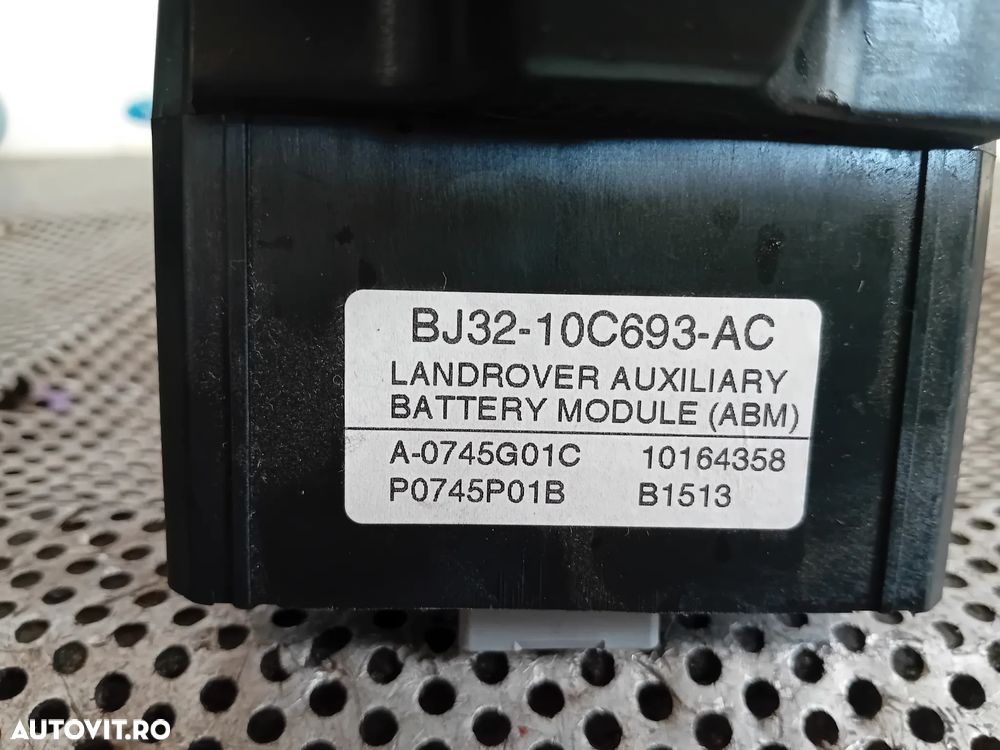 BJ32-10C693-AC
LANDROVER AUXILIARY
BATTERY MODULE (ABM)
A-0745G01C 10164358
P0745P01B B1513
AUTOVIT.RO